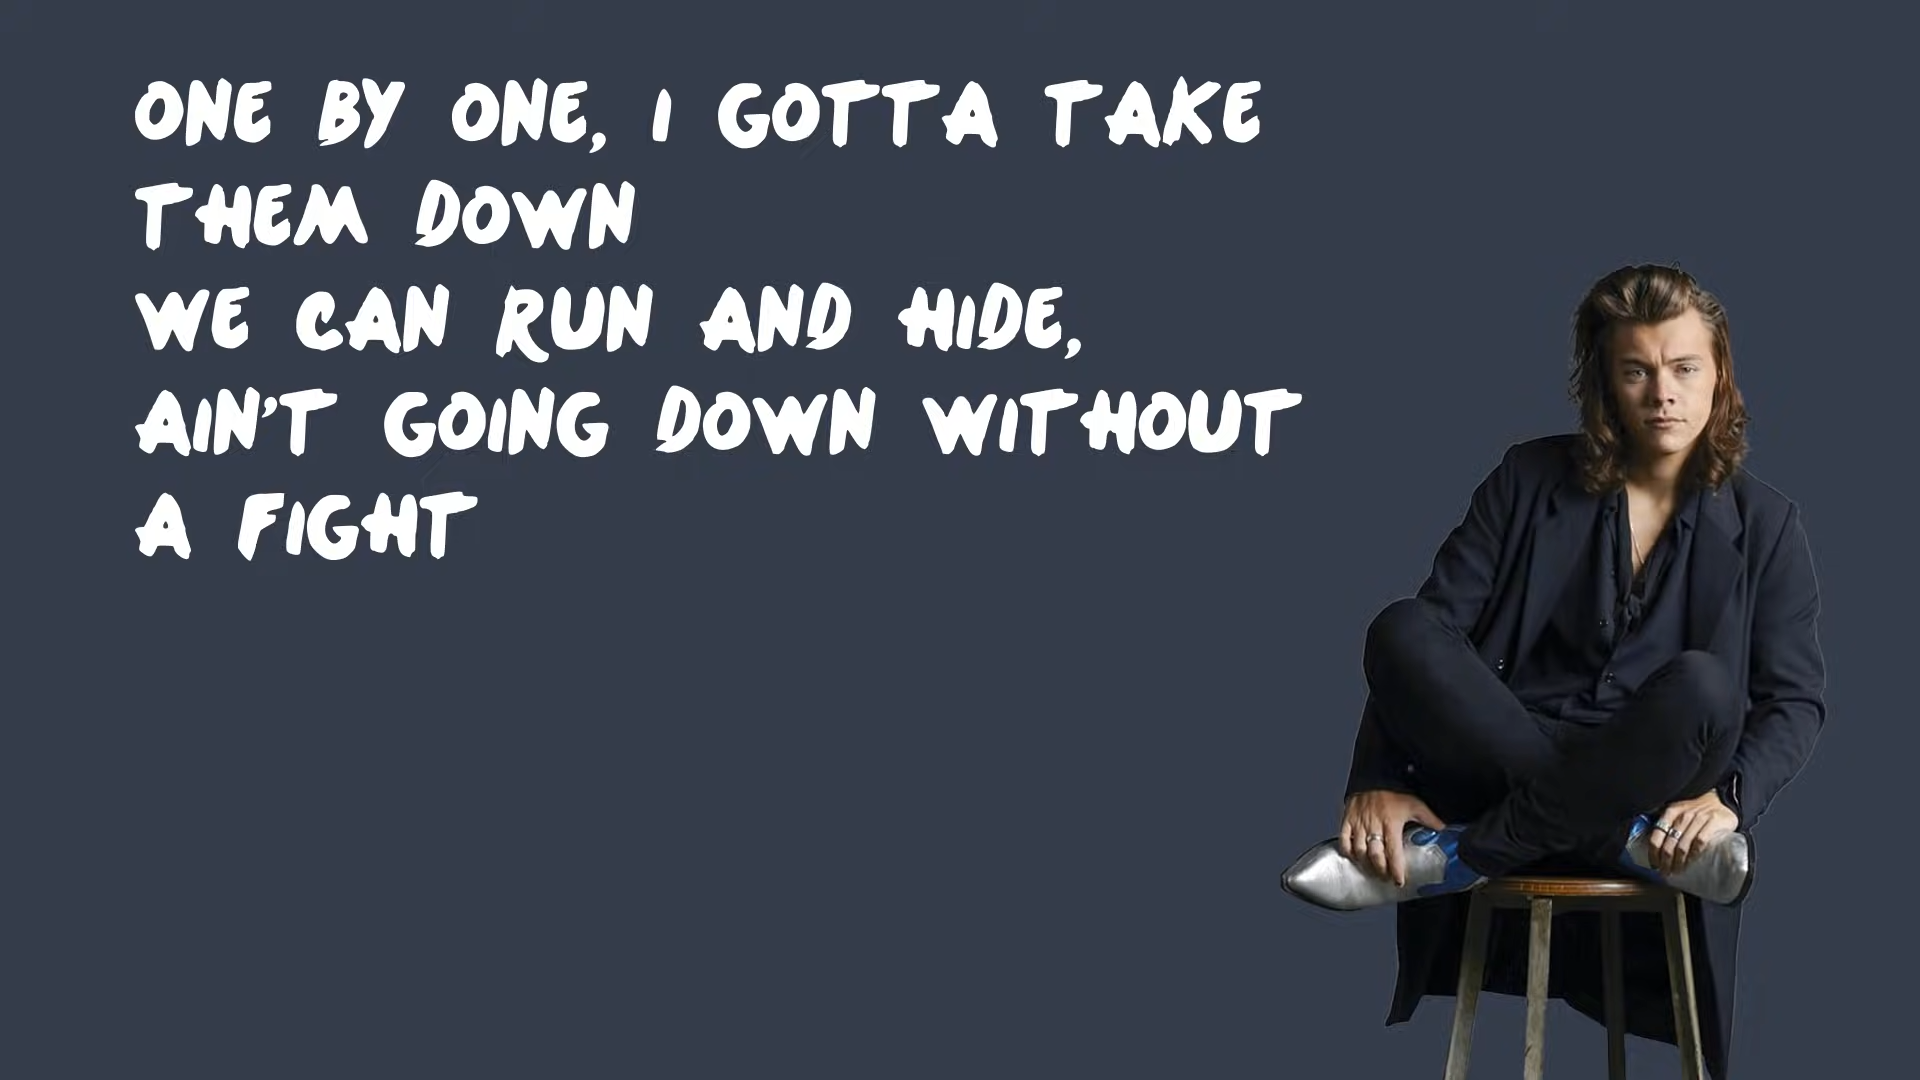 ONE BY ONE, I GOTTA TAKE
THEM DOWN
WE CAN RUN AND HIDE,
AIN'T GOING DOWN WITHOUT
A FIGHT